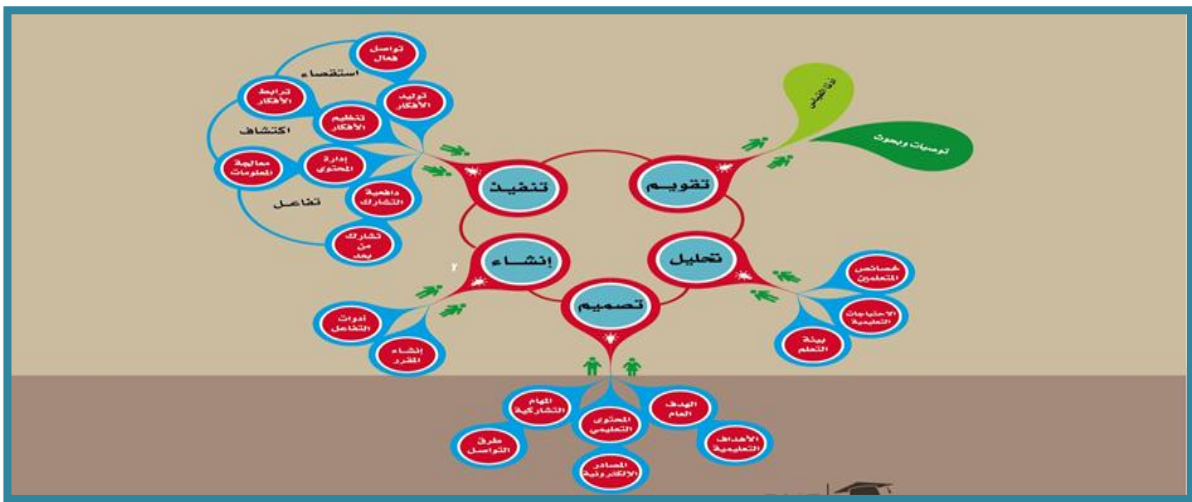 تواصل
فعال
استقصاء
ترابط
الأفكار
توليد
الأفكار
تنظيم
الأفكار
اكتشاف
إدارة
المحتوى
معالجة
المعلومات
دافعية
التشارك
تفاعل
تشارك
من
بعد
تنفيذ
تقويم
توصيات وبحوث
إنشاء
٢
تحليل
تصميم
خصائص
المتعلمين
الاحتياجات
التعليمية
بيئة
التعلم
أدوات
التفاعل
إنشاء
المقرر
الهدف
العام
الأهداف
التعليمية
المحتوى
التعليمي
المصادر
الإلكترونية
المهام
التشاركية
طرق
التواصل